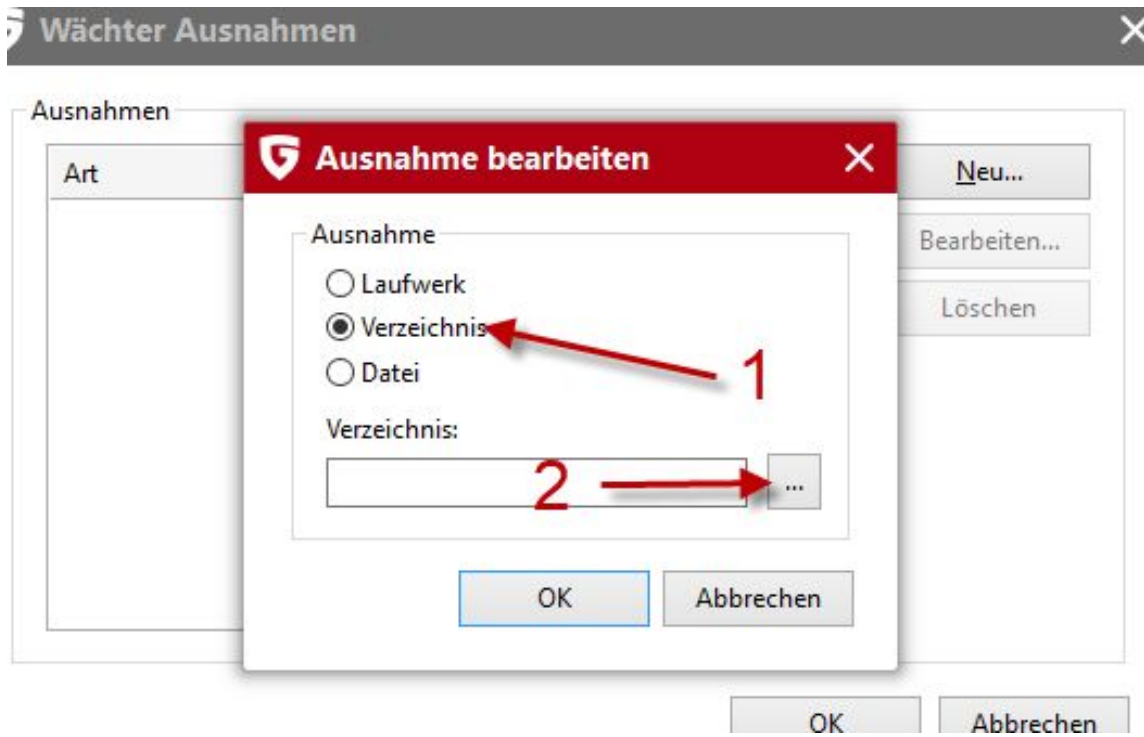 Wächter Ausnahmen
Ausnahmen
Art
Neu...
Bearbeiten...
Löschen
Ausnahme bearbeiten
Ausnahme
Laufwerk
Verzeichnis
1
Datei
Verzeichnis:
2
...
OK
Abbrechen
OK
Abbrechen